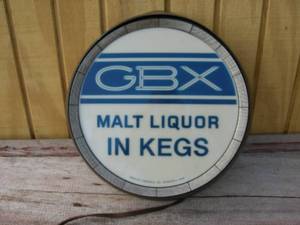 GBX
MALT LIQUOR
IN KEGS